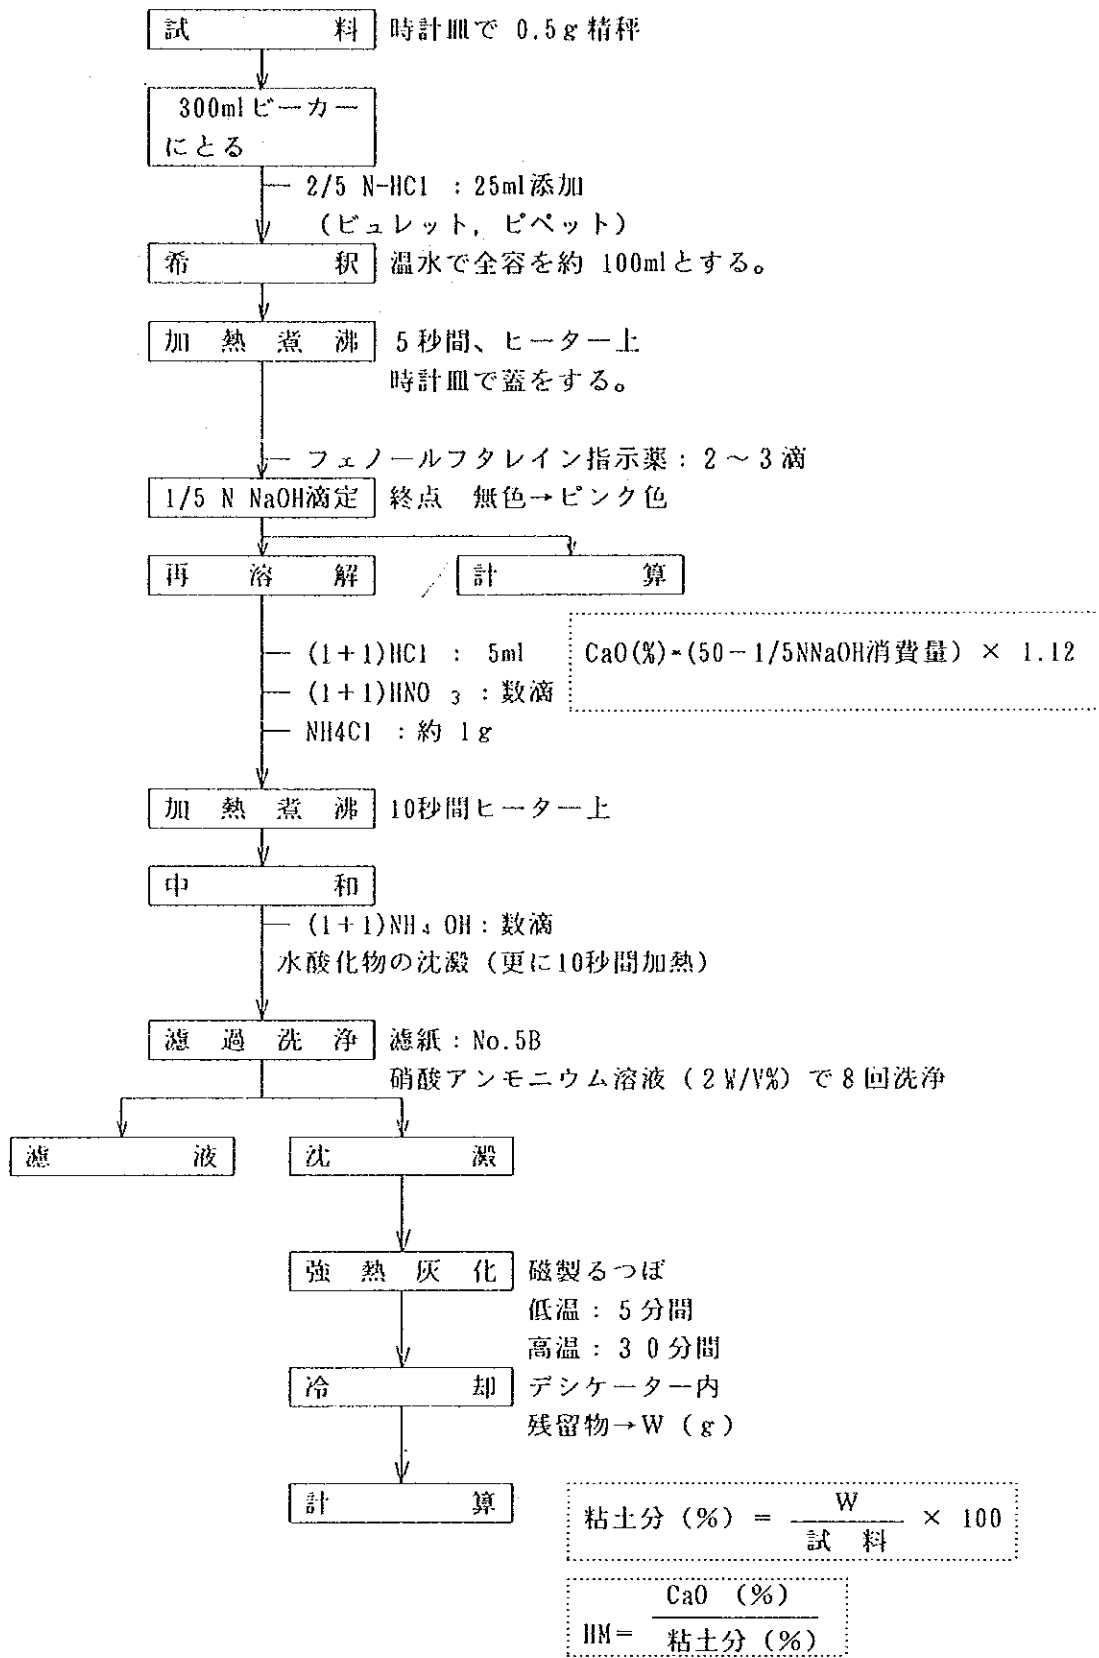 試料 時計皿で 0.5g 精秤
300mlビーカー
にとる
2/5 N-HCl : 25ml添加
(ビュレット, ピペット)
希釈 温水で全容を約 100mlとする。
加熱煮沸 5秒間、ヒーター上
時計皿で蓋をする。
フェノールフタレイン指示薬: 2～3滴
1/5 N NaOH滴定 終点 無色→ピンク色
再溶解 計算
(1+1)HCl : 5ml
CaO(%)=(50-1/5NNaOH消費量) × 1.12
(1+1)HNO 3 : 数滴
NH4Cl : 約 1g
加熱煮沸 10秒間ヒーター上
中和
(1+1)NH4 OH: 数滴
水酸化物の沈澱 (更に10秒間加熱)
濾過洗浄 濾紙: No.5B
硝酸アンモニウム溶液 (2 W/V%) で8回洗浄
濾液 沈澱
強熱灰化 磁製るつぼ
低温: 5分間
高温: 30分間
冷却 デシケーター内
残留物→W (g)
計算
粘土分 (%) = W / 試料 × 100
HM= CaO (%) / 粘土分 (%)